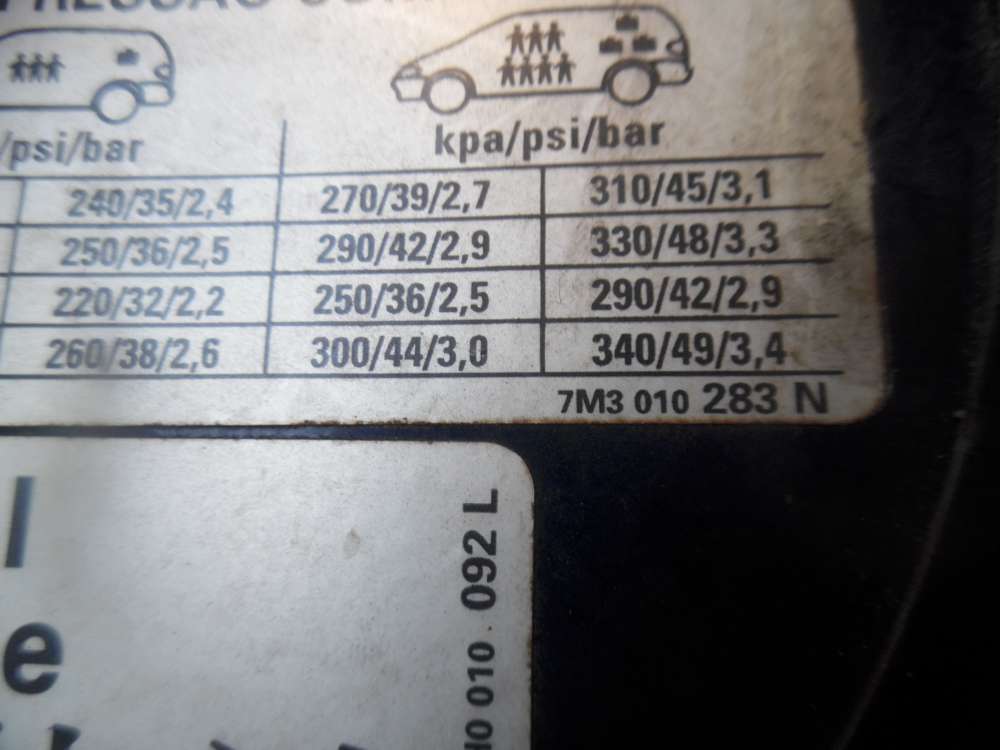 PRESSÃO
/psi/bar kpa/psi/bar
240/35/2,4 270/39/2,7 310/45/3,1
250/36/2,5 290/42/2,9 330/48/3,3
220/32/2,2 250/36/2,5 290/42/2,9
260/38/2,6 300/44/3,0 340/49/3,4
7M3 010 283 N
l
e
H0 010 092 L